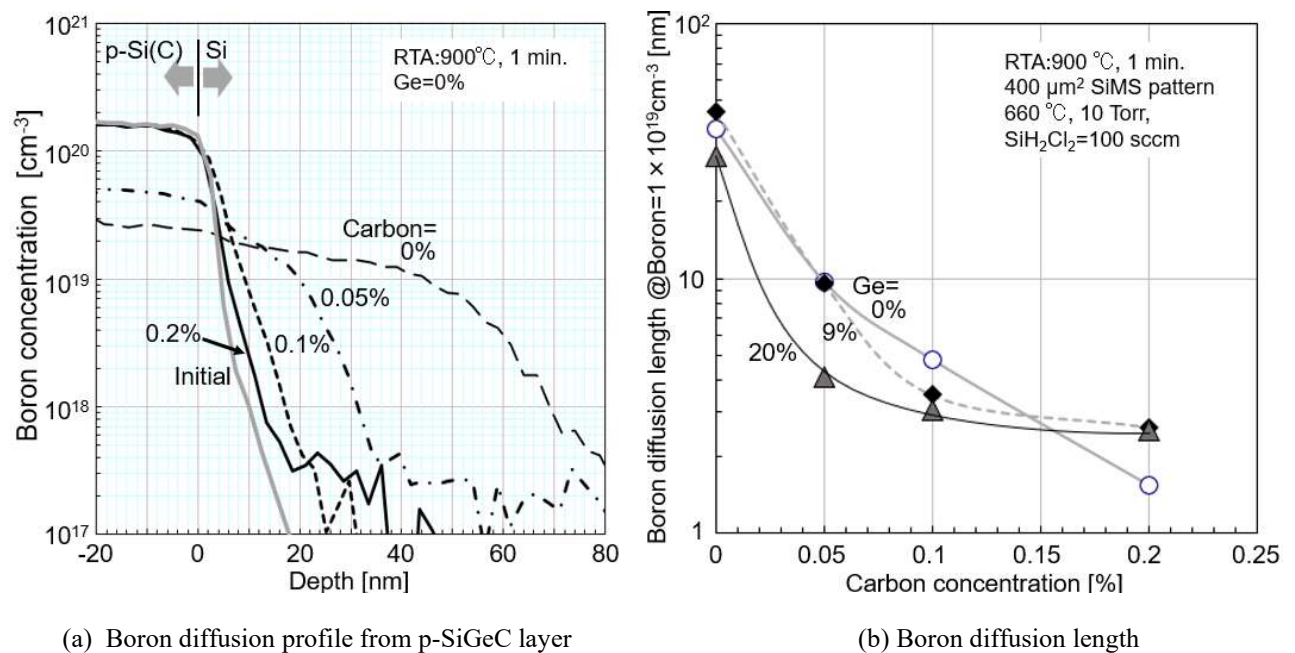 10²¹
10²⁰
10¹⁹
10¹⁸
10¹⁷
Boron concentration [cm⁻³]
p-Si(C) Si
RTA:900℃, 1 min.
Ge=0%
Carbon=
0%
0.05%
0.1%
0.2%
Initial
-20 0 20 40 60 80
Depth [nm]
(a) Boron diffusion profile from p-SiGeC layer
10²
10
1
Boron diffusion length @Boron=1×10¹⁹cm⁻³ [nm]
RTA:900 ℃, 1 min.
400 μm² SiMS pattern
660 ℃, 10 Torr,
SiH₂Cl₂=100 sccm
Ge=
0%
9%
20%
0 0.05 0.1 0.15 0.2 0.25
Carbon concentration [%]
(b) Boron diffusion length